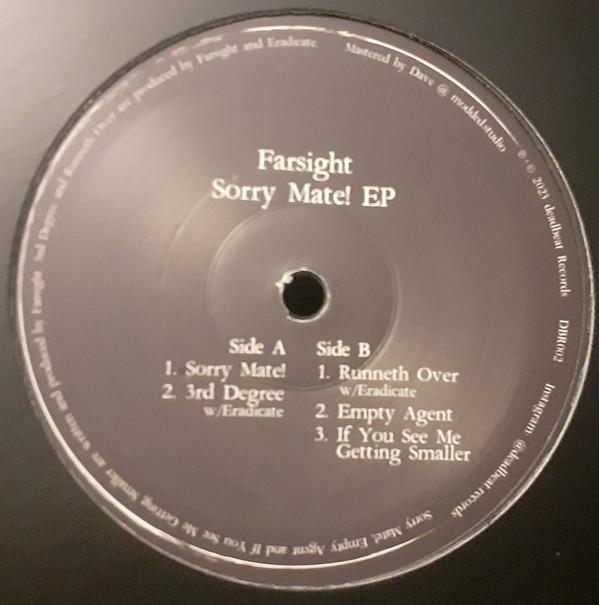 Farsight
Sorry Mate! EP
Side A
1. Sorry Mate!
2. 3rd Degree
w/Eradicate
Side B
1. Runneth Over
w/Eradicate
2. Empty Agent
3. If You See Me
Getting Smaller
Sorry Mate!, Empty Agent and If You See Me Getting Smaller are written and produced by Farsight 3rd Degree and Runneth Over are produced by Farsight and Eradicate. Mastered by Dave @ moddedstudio ℗+© 2023 deadbeat Records DBR002 Instagram: @deadbeat.records